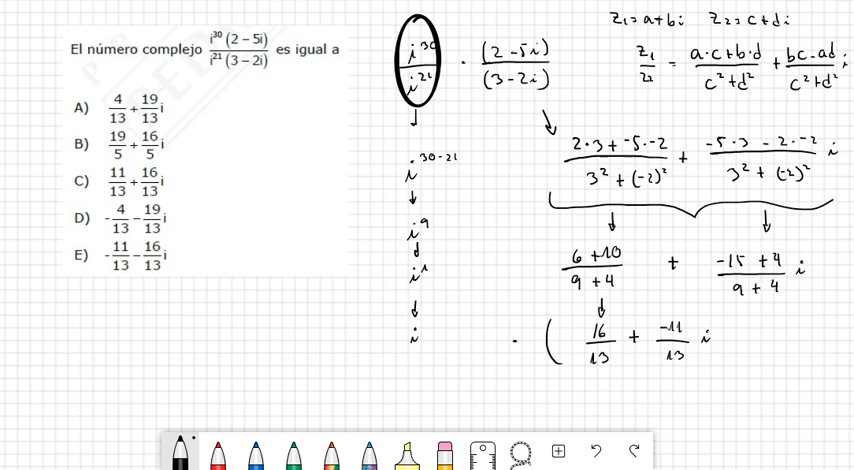 El número complejo i³⁰ (2 − 5i) / i²¹ (3 − 2i) es igual a
A) 4/13 + 19/13 i
B) 19/5 + 16/5 i
C) 11/13 + 16/13 i
D) -4/13 − 19/13 i
E) -11/13 − 16/13 i
z₁ = a+bi z₂ = c+di
i³⁰/i²¹ · (2 −5i)/(3 −2i)
z₁/z₂ = a·c+b·d/c²+d² + bc−ad/c²+d² i
↓ ↘
i³⁰⁻²¹
2·3 + −5·−2/3² + (−2)² + −5·3 − 2·−2/3² + (−2)² i
↓
i⁹
↓ ↓ ↓
i¹
6 +10/9 + 4 + −15 +4/9 + 4 i
↓ ↓
i · ( 16/13 + −11/13 i